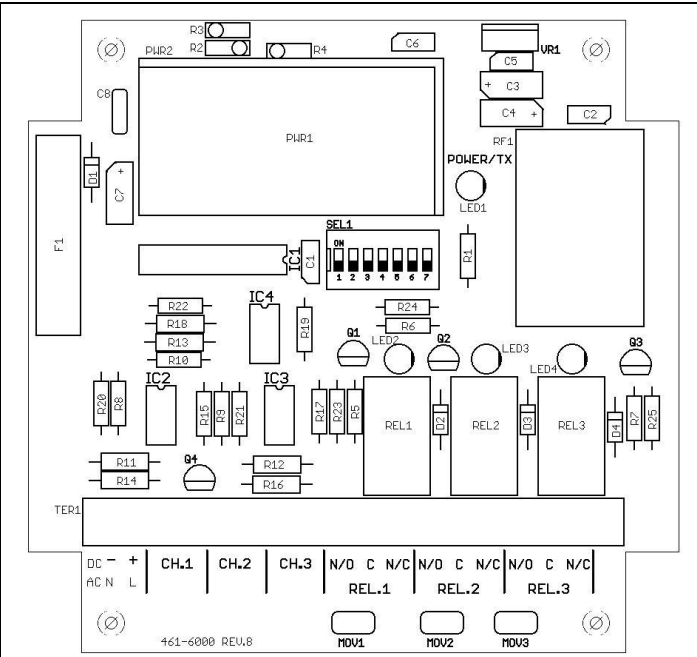 R3
PWR2 R2 R4 C6 VR1
C5
C8 C3
C4 C2
PWR1 RF1
POWER/TX
D1
C7 LED1
SEL1
F1 ON
IC1 C1 R1
1 2 3 4 5 6 7
IC4
R22 R24
R18 R19 R6
R13 Q1 Q2 Q3
R10 LED2 LED3
LED4
IC2 IC3
R20 R8 R15 R9 R21 R17 R23 R5 REL1 D2 REL2 D3 REL3 D4 R7 R25
R11 Q4 R12
R14 R16
TER1
DC - + CH.1 CH.2 CH.3 N/O C N/C N/O C N/C N/O C N/C
AC N L REL.1 REL.2 REL.3
461-6000 REV.8 MOV1 MOV2 MOV3